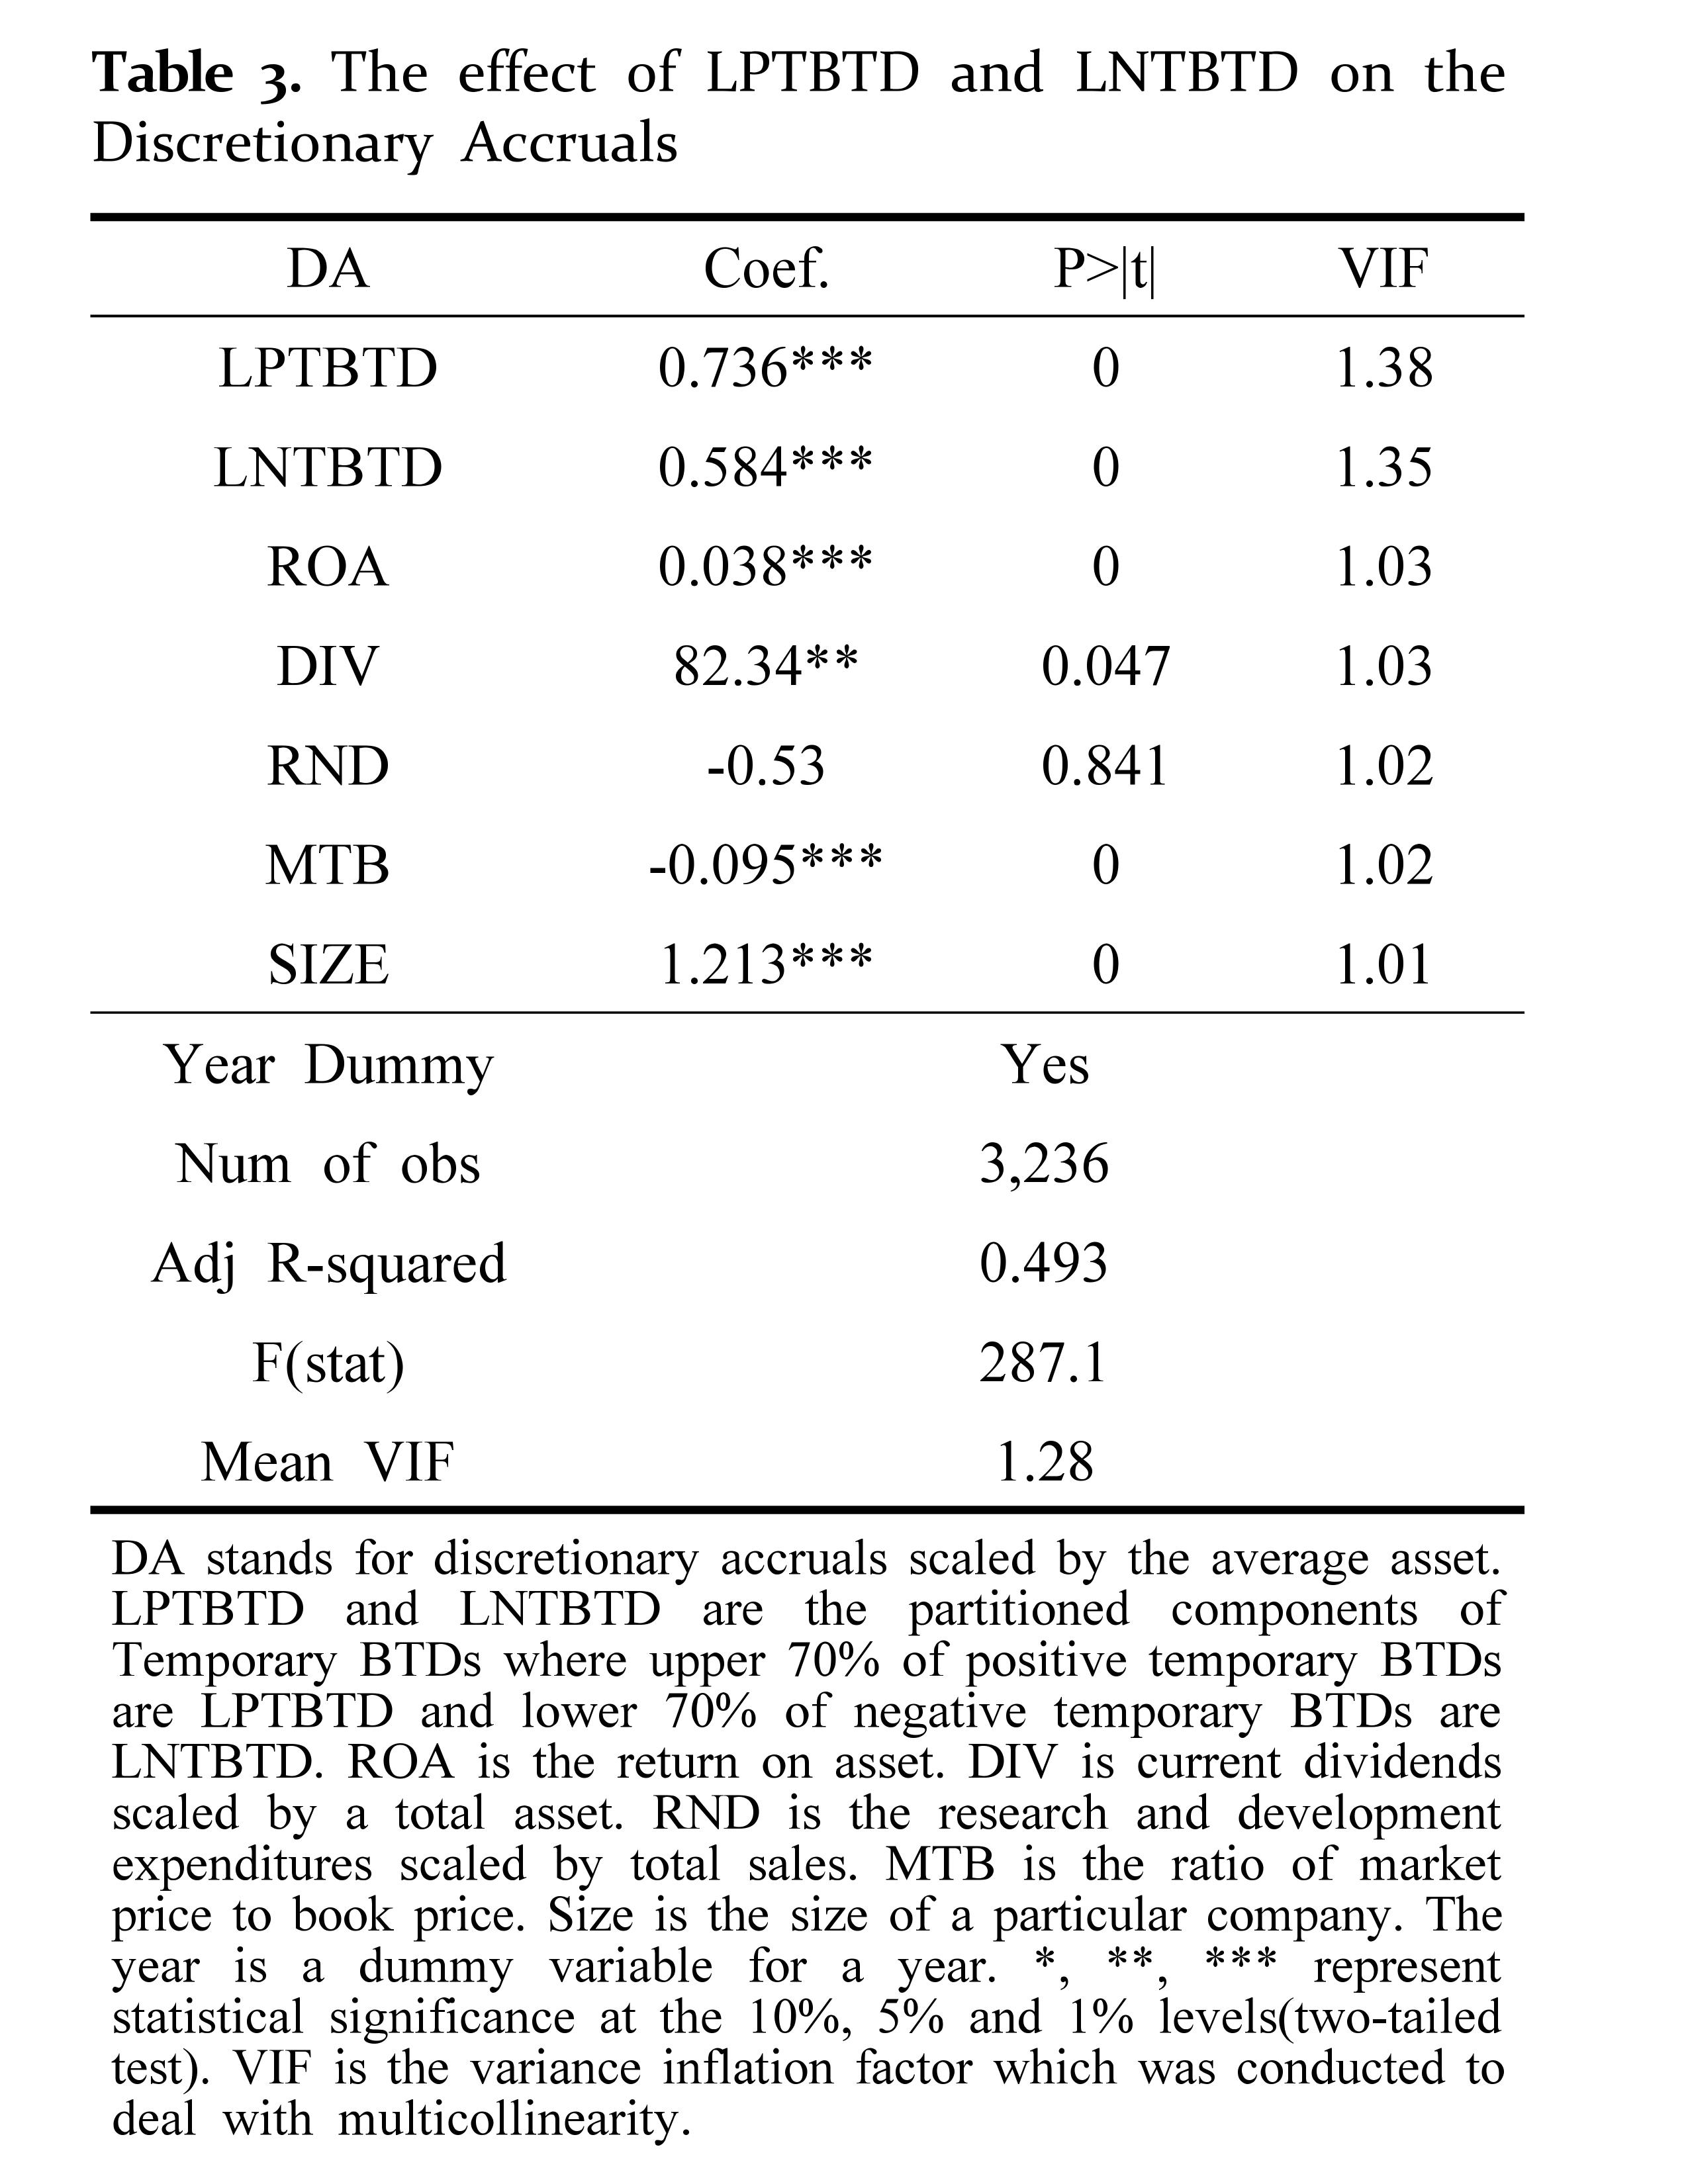 Table 3. The effect of LPTBTD and LNTBTD on the
Discretionary Accruals
DA Coef. P>|t| VIF
LPTBTD 0.736*** 0 1.38
LNTBTD 0.584*** 0 1.35
ROA 0.038*** 0 1.03
DIV 82.34** 0.047 1.03
RND -0.53 0.841 1.02
MTB -0.095*** 0 1.02
SIZE 1.213*** 0 1.01
Year Dummy Yes
Num of obs 3,236
Adj R-squared 0.493
F(stat) 287.1
Mean VIF 1.28
DA stands for discretionary accruals scaled by the average asset.
LPTBTD and LNTBTD are the partitioned components of
Temporary BTDs where upper 70% of positive temporary BTDs
are LPTBTD and lower 70% of negative temporary BTDs are
LNTBTD. ROA is the return on asset. DIV is current dividends
scaled by a total asset. RND is the research and development
expenditures scaled by total sales. MTB is the ratio of market
price to book price. Size is the size of a particular company. The
year is a dummy variable for a year. *, **, *** represent
statistical significance at the 10%, 5% and 1% levels(two-tailed
test). VIF is the variance inflation factor which was conducted to
deal with multicollinearity.